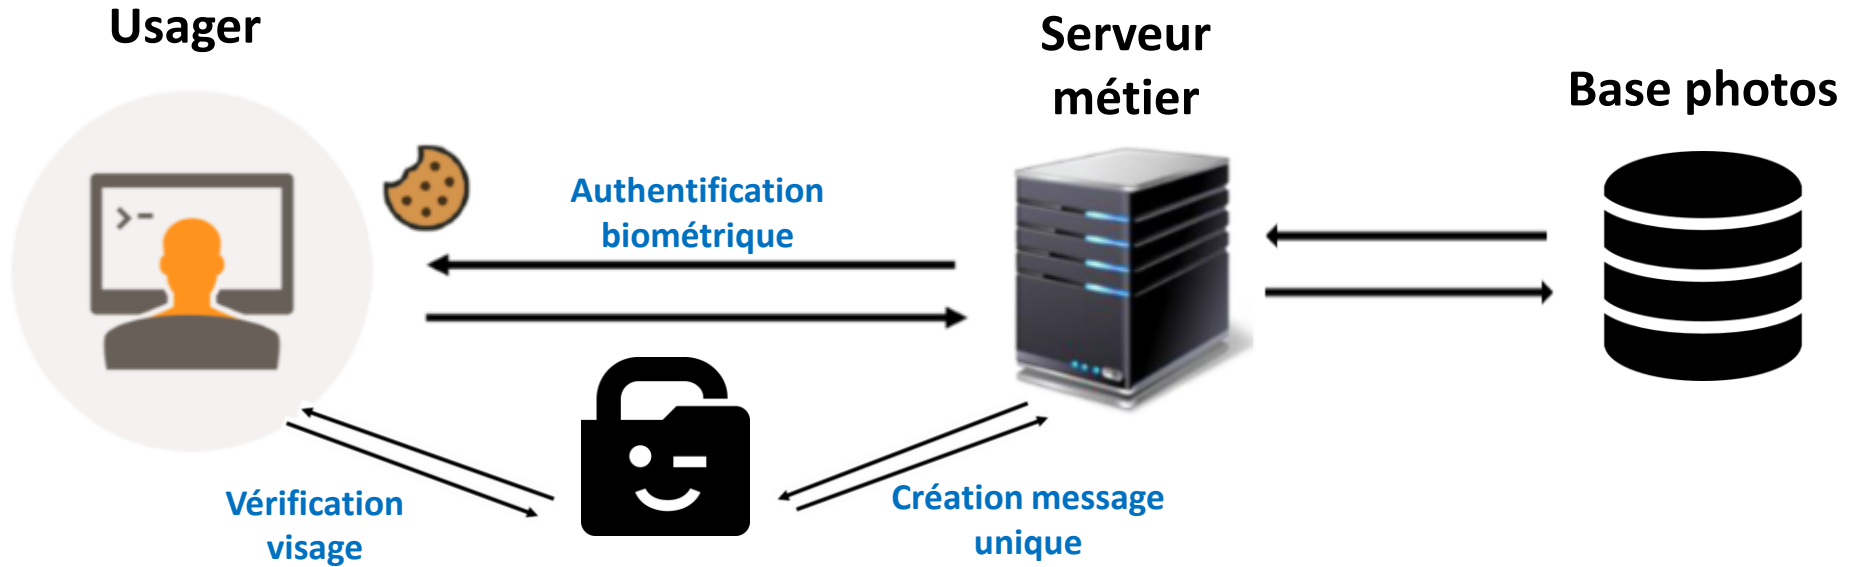 Usager
Serveur
métier
Base photos
>-
Authentification
biométrique
Vérification
visage
Création message
unique